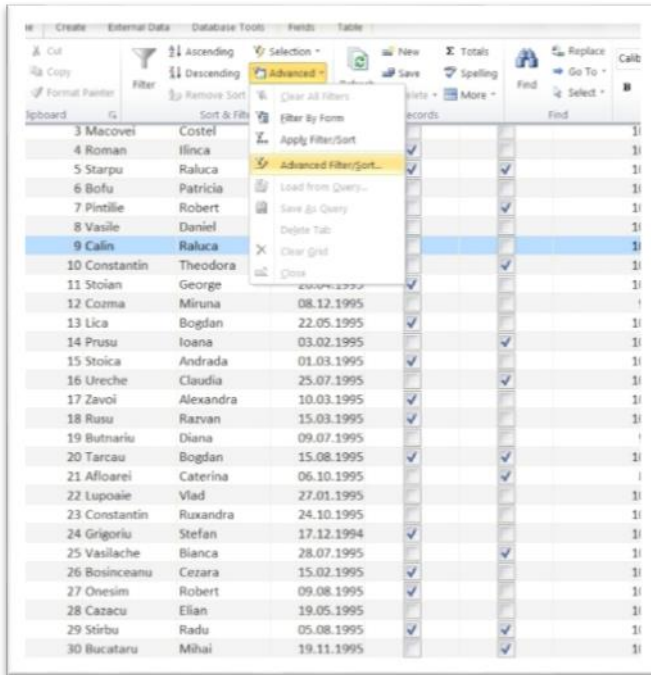 Create External Data Database Tools Fields Table
Cut
Copy
Format Painter
Filter
Ascending
Descending
Remove Sort
Selection
Advanced
New
Save
Totals
Spelling
More
Find
Replace
Go To
Select
Calib
B
Sort & Filt
Find
Clear All Filters
Filter By Form
Apply Filter/Sort
Advanced Filter/Sort...
Load from Query...
Save As Query
Delete Tab
Clear Grid
Close
3 Macovei Costel
4 Roman Ilinca
5 Starpu Raluca
6 Bofu Patricia
7 Pintilie Robert
8 Vasile Daniel
9 Calin Raluca
10 Constantin Theodora
11 Stoian George
12 Cozma Miruna 08.12.1995
13 Lica Bogdan 22.05.1995
14 Prusu Ioana 03.02.1995
15 Stoica Andrada 01.03.1995
16 Ureche Claudia 25.07.1995
17 Zavoi Alexandra 10.03.1995
18 Rusu Razvan 15.03.1995
19 Butnariu Diana 09.07.1995
20 Tarcau Bogdan 15.08.1995
21 Afloarei Caterina 06.10.1995
22 Lupoaie Vlad 27.01.1995
23 Constantin Ruxandra 24.10.1995
24 Grigoriu Stefan 17.12.1994
25 Vasilache Bianca 28.07.1995
26 Bosinceanu Cezara 15.02.1995
27 Onesim Robert 09.08.1995
28 Cazacu Elian 19.05.1995
29 Stirbu Radu 05.08.1995
30 Bucataru Mihai 19.11.1995